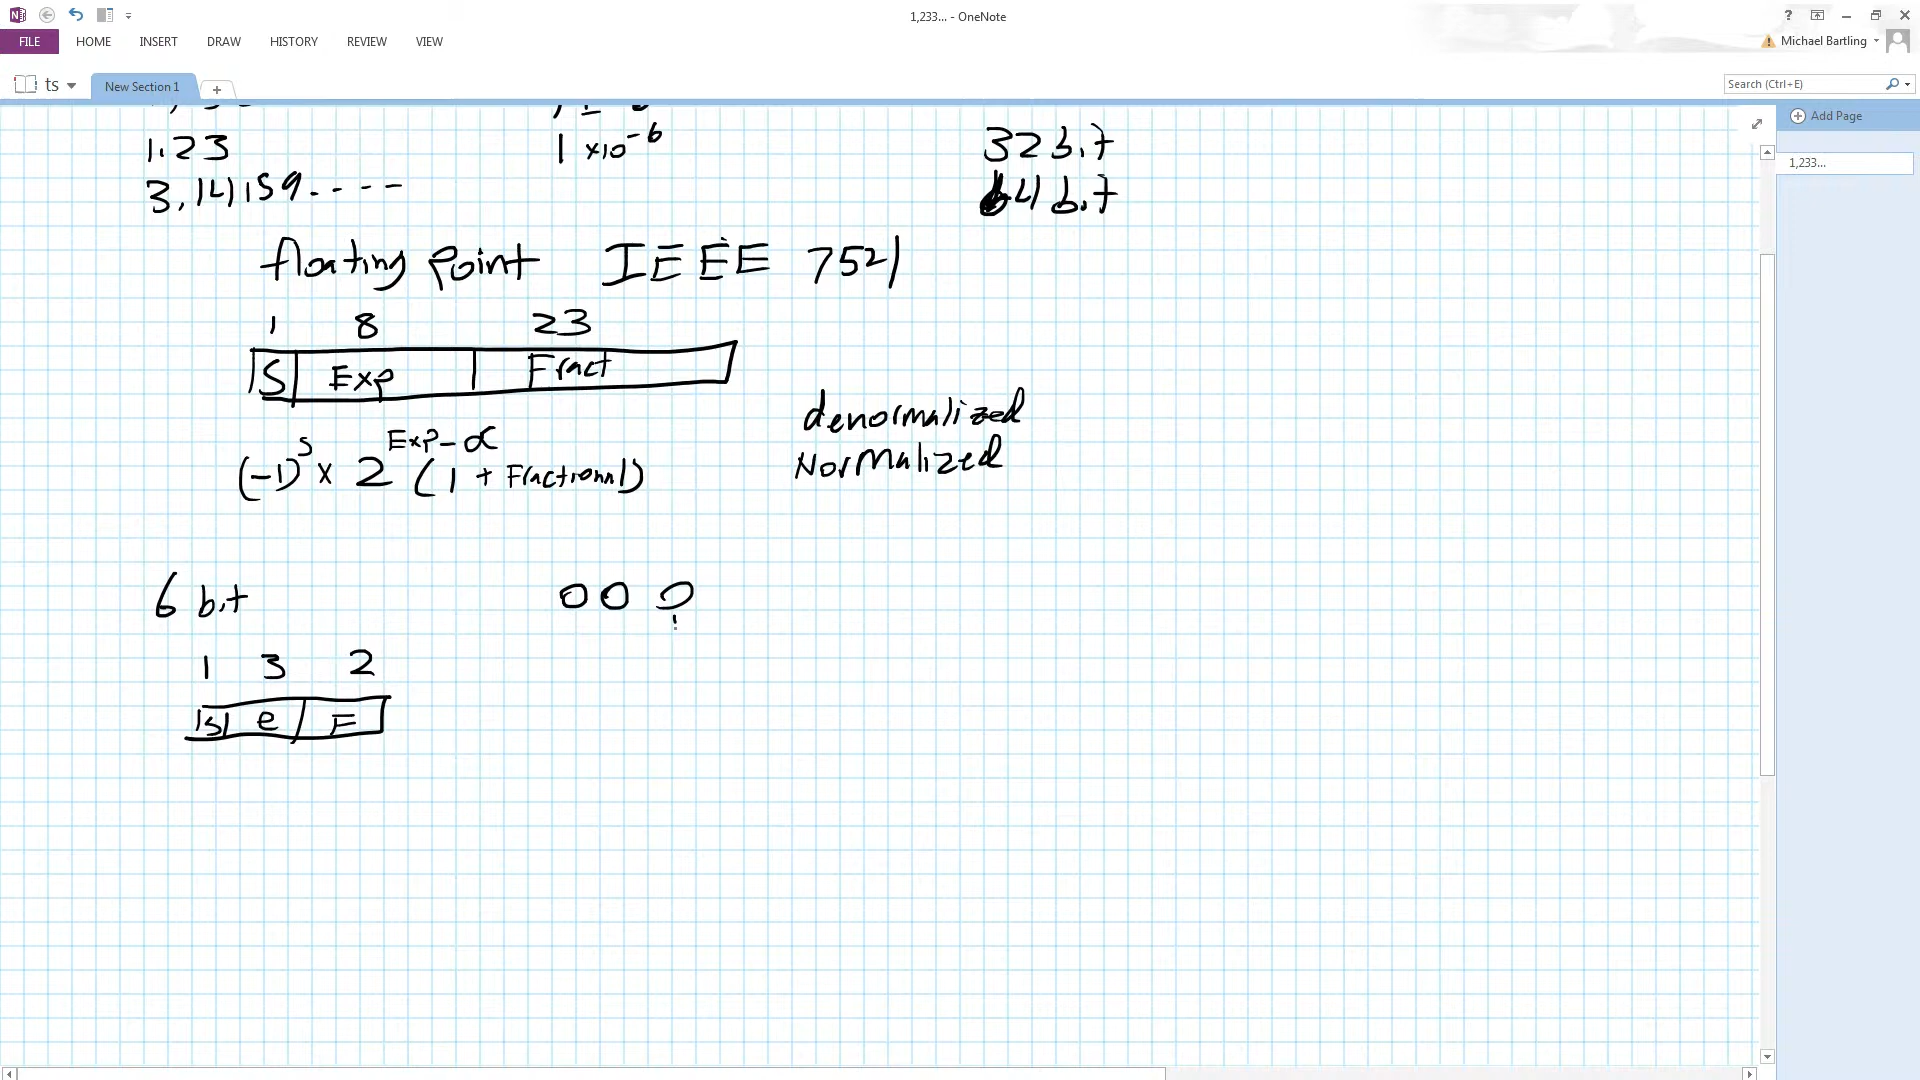 1,233... - OneNote
?
FILE HOME INSERT DRAW HISTORY REVIEW VIEW
Michael Bartling
ts New Section 1 +
Search (Ctrl+E)
Add Page
1,233...
1.23
1 x10^-6
32 bit
3.14159.----
64 bit
floating point IEEE 754
1 8 23
S Exp Fract
denormalized
(-1)^S x 2^Exp-α (1 + Fractional)
Normalized
6 bit
00 ?
1 3 2
S e F